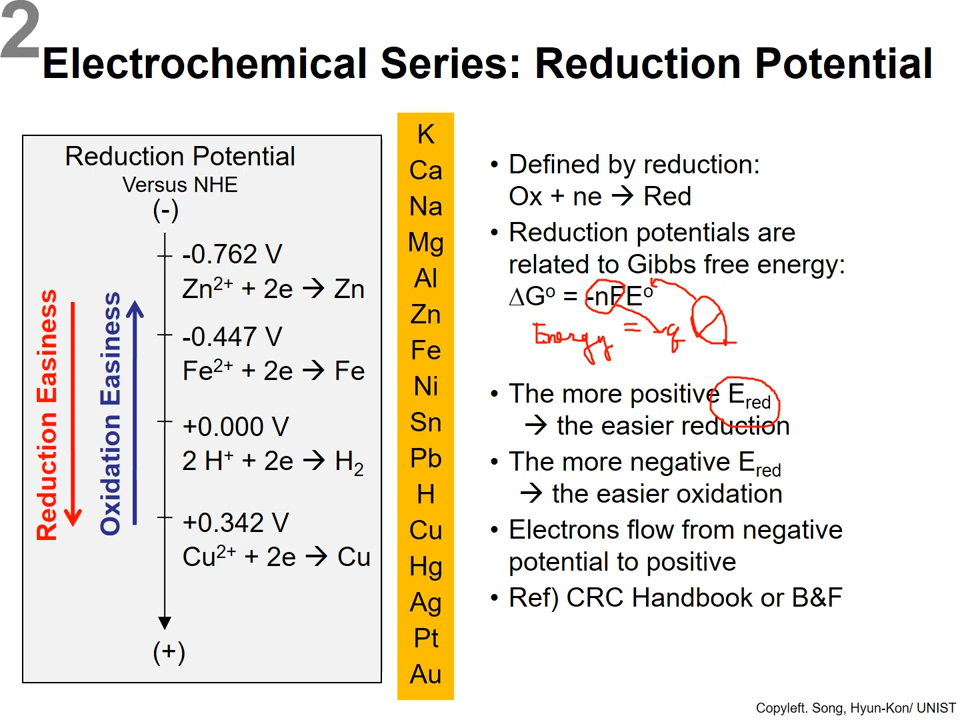 2
Electrochemical Series: Reduction Potential
Reduction Potential
Versus NHE
(-)
-0.762 V
Zn²⁺ + 2e → Zn
-0.447 V
Fe²⁺ + 2e → Fe
+0.000 V
2 H⁺ + 2e → H₂
+0.342 V
Cu²⁺ + 2e → Cu
(+)
Reduction Easiness
Oxidation Easiness
K
Ca
Na
Mg
Al
Zn
Fe
Ni
Sn
Pb
H
Cu
Hg
Ag
Pt
Au
• Defined by reduction:
Ox + ne → Red
• Reduction potentials are
related to Gibbs free energy:
ΔGᵒ = -nFEᵒ
Energy = q
• The more positive E_red
→ the easier reduction
• The more negative E_red
→ the easier oxidation
• Electrons flow from negative
potential to positive
• Ref) CRC Handbook or B&F
Copyleft. Song, Hyun-Kon/ UNIST